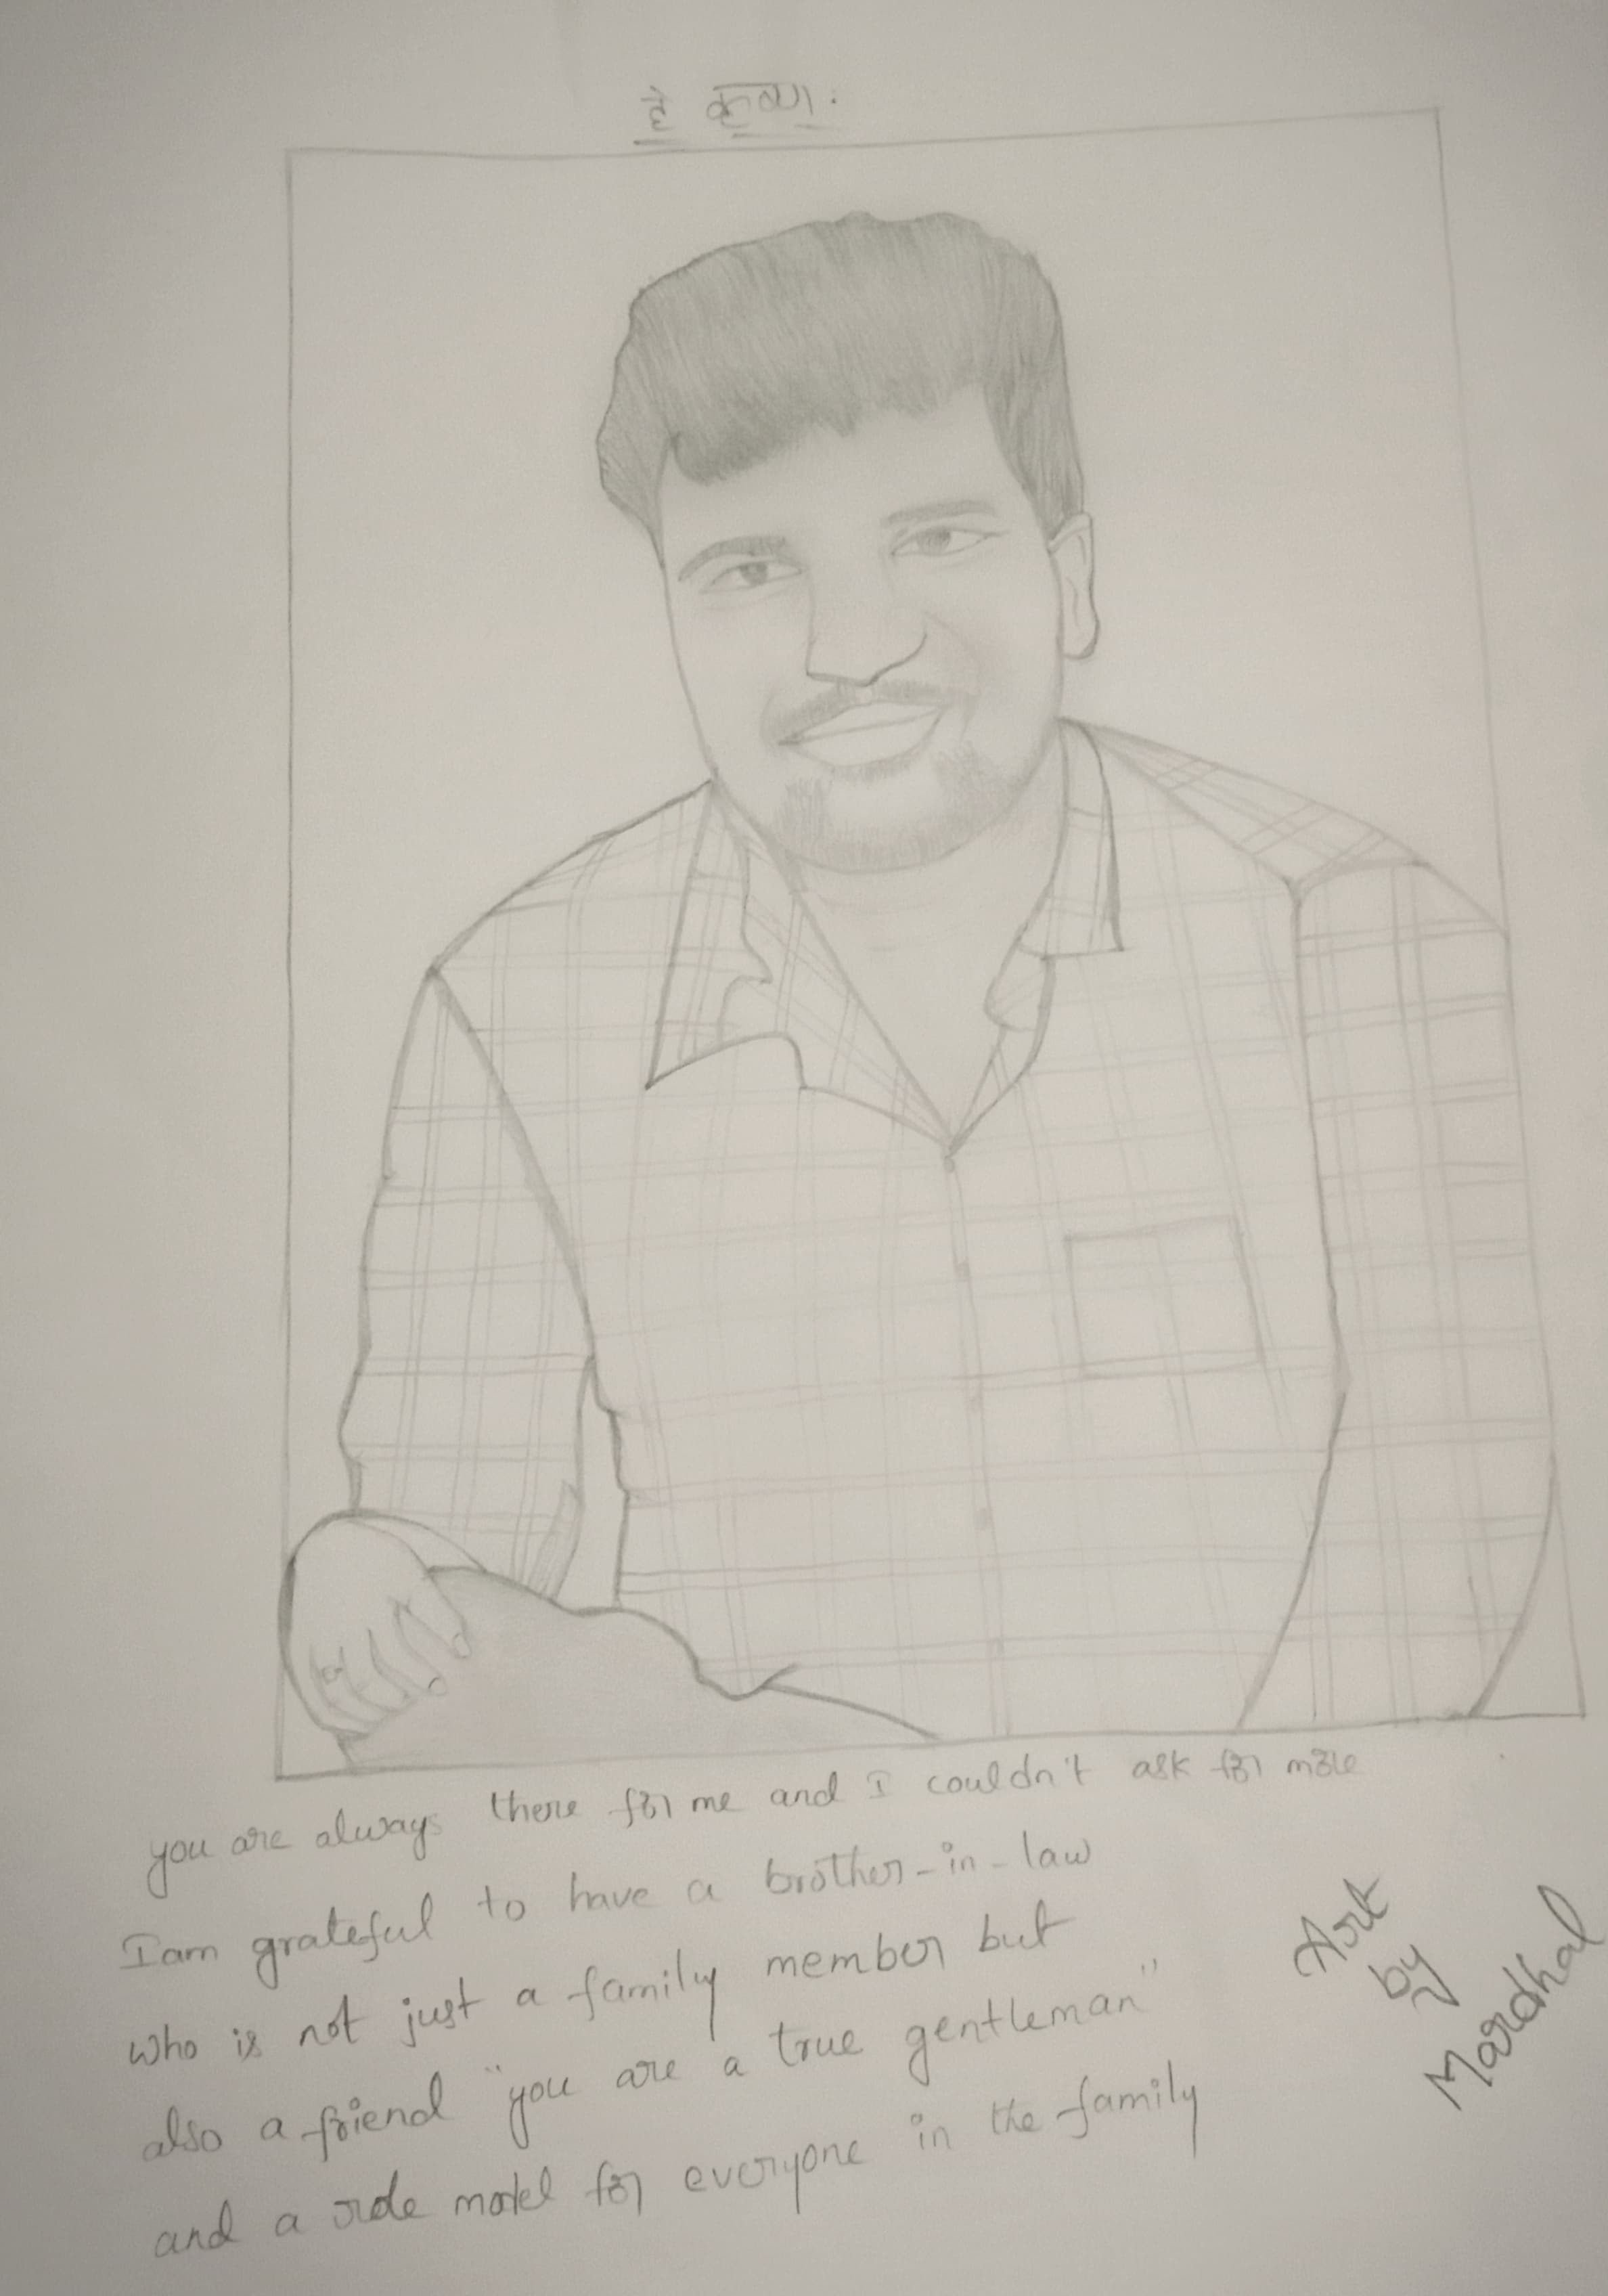 हे कृष्ण:
you are always there for me and I couldn't ask for more
I am grateful to have a brother-in-law
who is not just a family member but
also a friend "you are a true gentleman"
and a role model for everyone in the family
Art
by
Mardhal